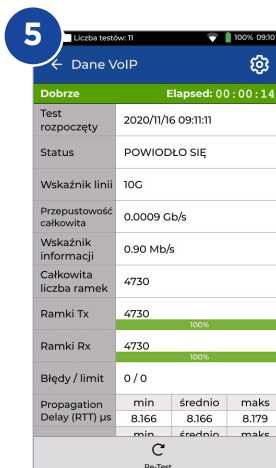 5
Liczba testów: 11 100% 09:10
← Dane VoIP
Dobrze Elapsed: 00:00:14
Test rozpoczęty 2020/11/16 09:11:11
Status POWIODŁO SIĘ
Wskaźnik linii 10G
Przepustowość całkowita 0.0009 Gb/s
Wskaźnik informacji 0.90 Mb/s
Całkowita liczba ramek 4730
Ramki Tx 4730
100%
Ramki Rx 4730
100%
Błędy / limit 0 / 0
Propagation Delay (RTT) µs min średnio maks
8.166 8.166 8.179
min średnio maks
Re-Test